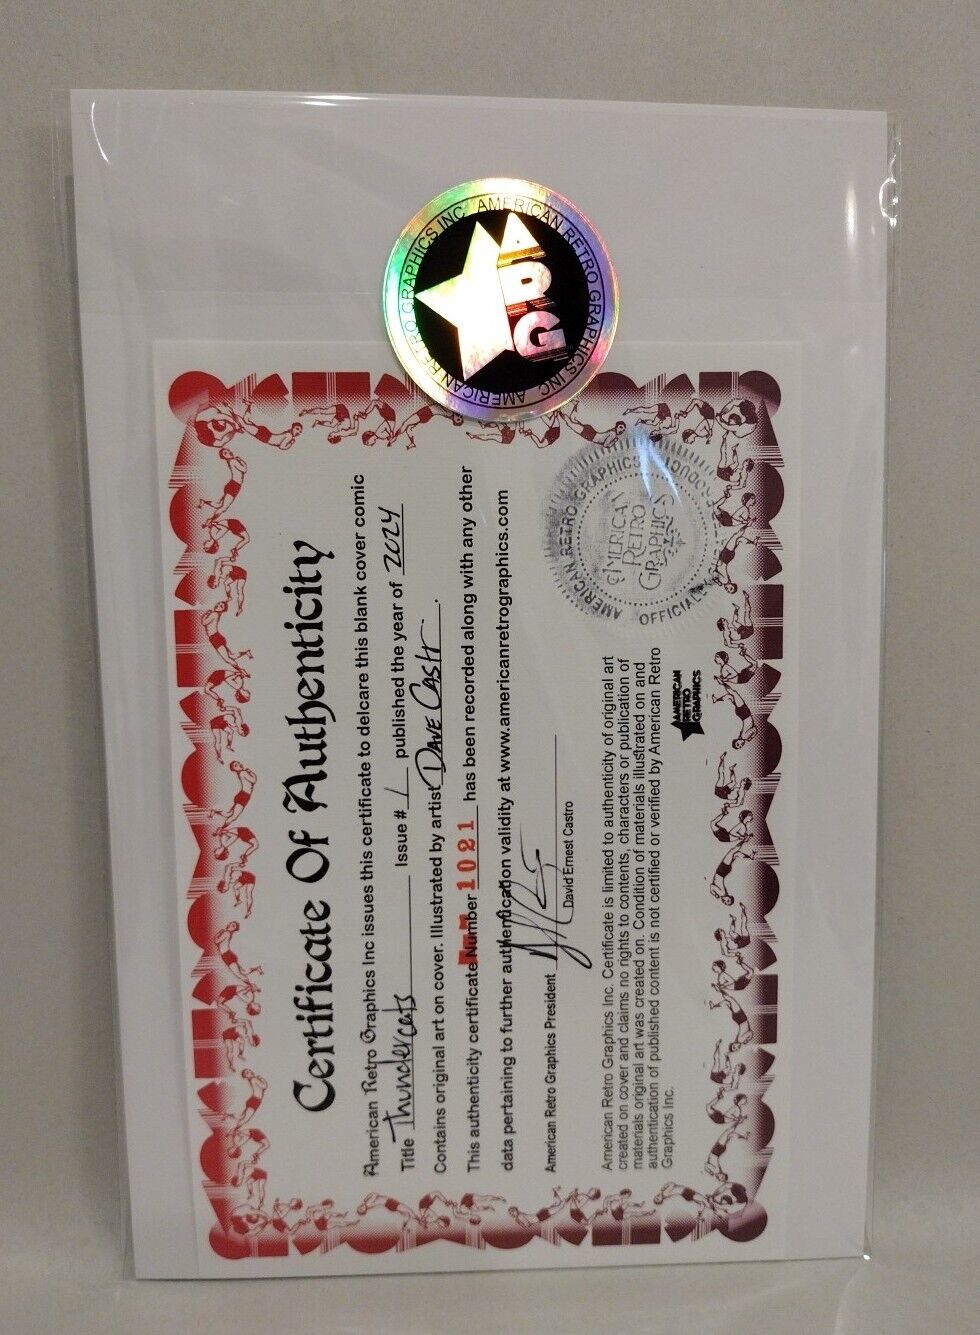 AMERICAN RETRO GRAPHICS INC. AMERICAN RETRO GRAPHICS INC.
ARG
Certificate Of Authenticity
American Retro Graphics Inc issues this certificate to delcare this blank cover comic
Title Thundercats Issue # 1 published the year of 2024
Contains original art on cover. Illustrated by artist Dave Castr.
This authenticity certificate Number 1021 has been recorded along with any other
data pertaining to further authentication validity at www.americanretrographics.com
American Retro Graphics President
David Ernest Castro
AMERICAN RETRO GRAPHICS
AMERICAN
RETRO
GRAPHICS
OFFICIAL
American Retro Graphics Inc. Certificate is limited to authenticity of original art
created on cover and claims no rights to contents, characters or publication of
materials original art was created on. Condition of materials illustrated on and
authentication of published content is not certified or verified by American Retro
Graphics Inc.
AMERICAN
RETRO
GRAPHICS